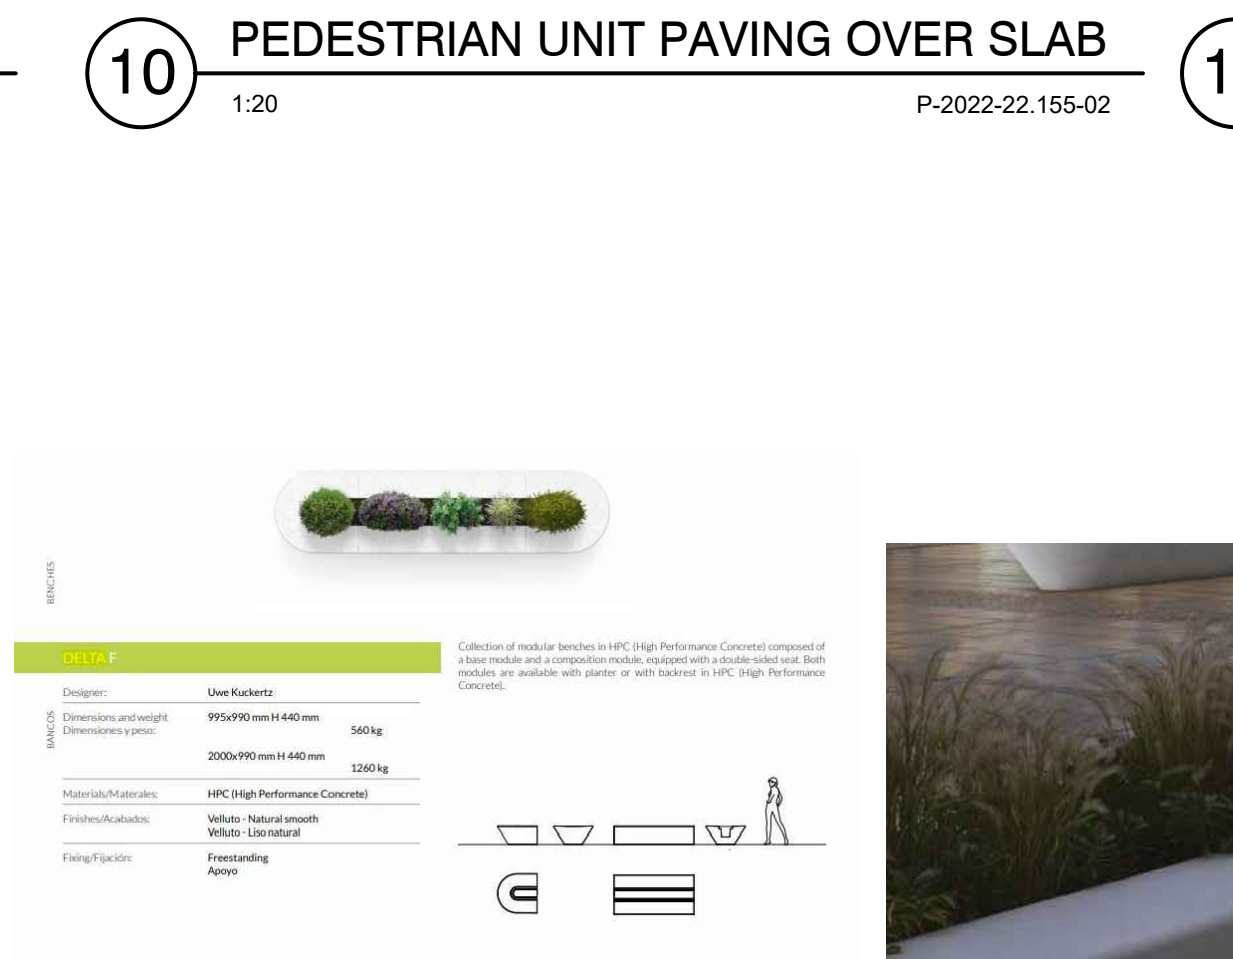 10
PEDESTRIAN UNIT PAVING OVER SLAB
1:20
P-2022-22.155-02
1
BENCHES
DELTA F
Designer:
Uwe Kuckertz
BANCOS
Dimensions and weight
Dimensiones y peso:
995x990 mm H 440 mm
560 kg
2000x990 mm H 440 mm
1260 kg
Materials/Materales:
HPC (High Performance Concrete)
Finishes/Acabados:
Velluto - Natural smooth
Velluto - Liso natural
Fixing/Fijación:
Freestanding
Apoyo
Collection of modular benches in HPC (High Performance Concrete) composed of
a base module and a composition module, equipped with a double-sided seat. Both
modules are available with planter or with backrest in HPC (High Performance
Concrete).